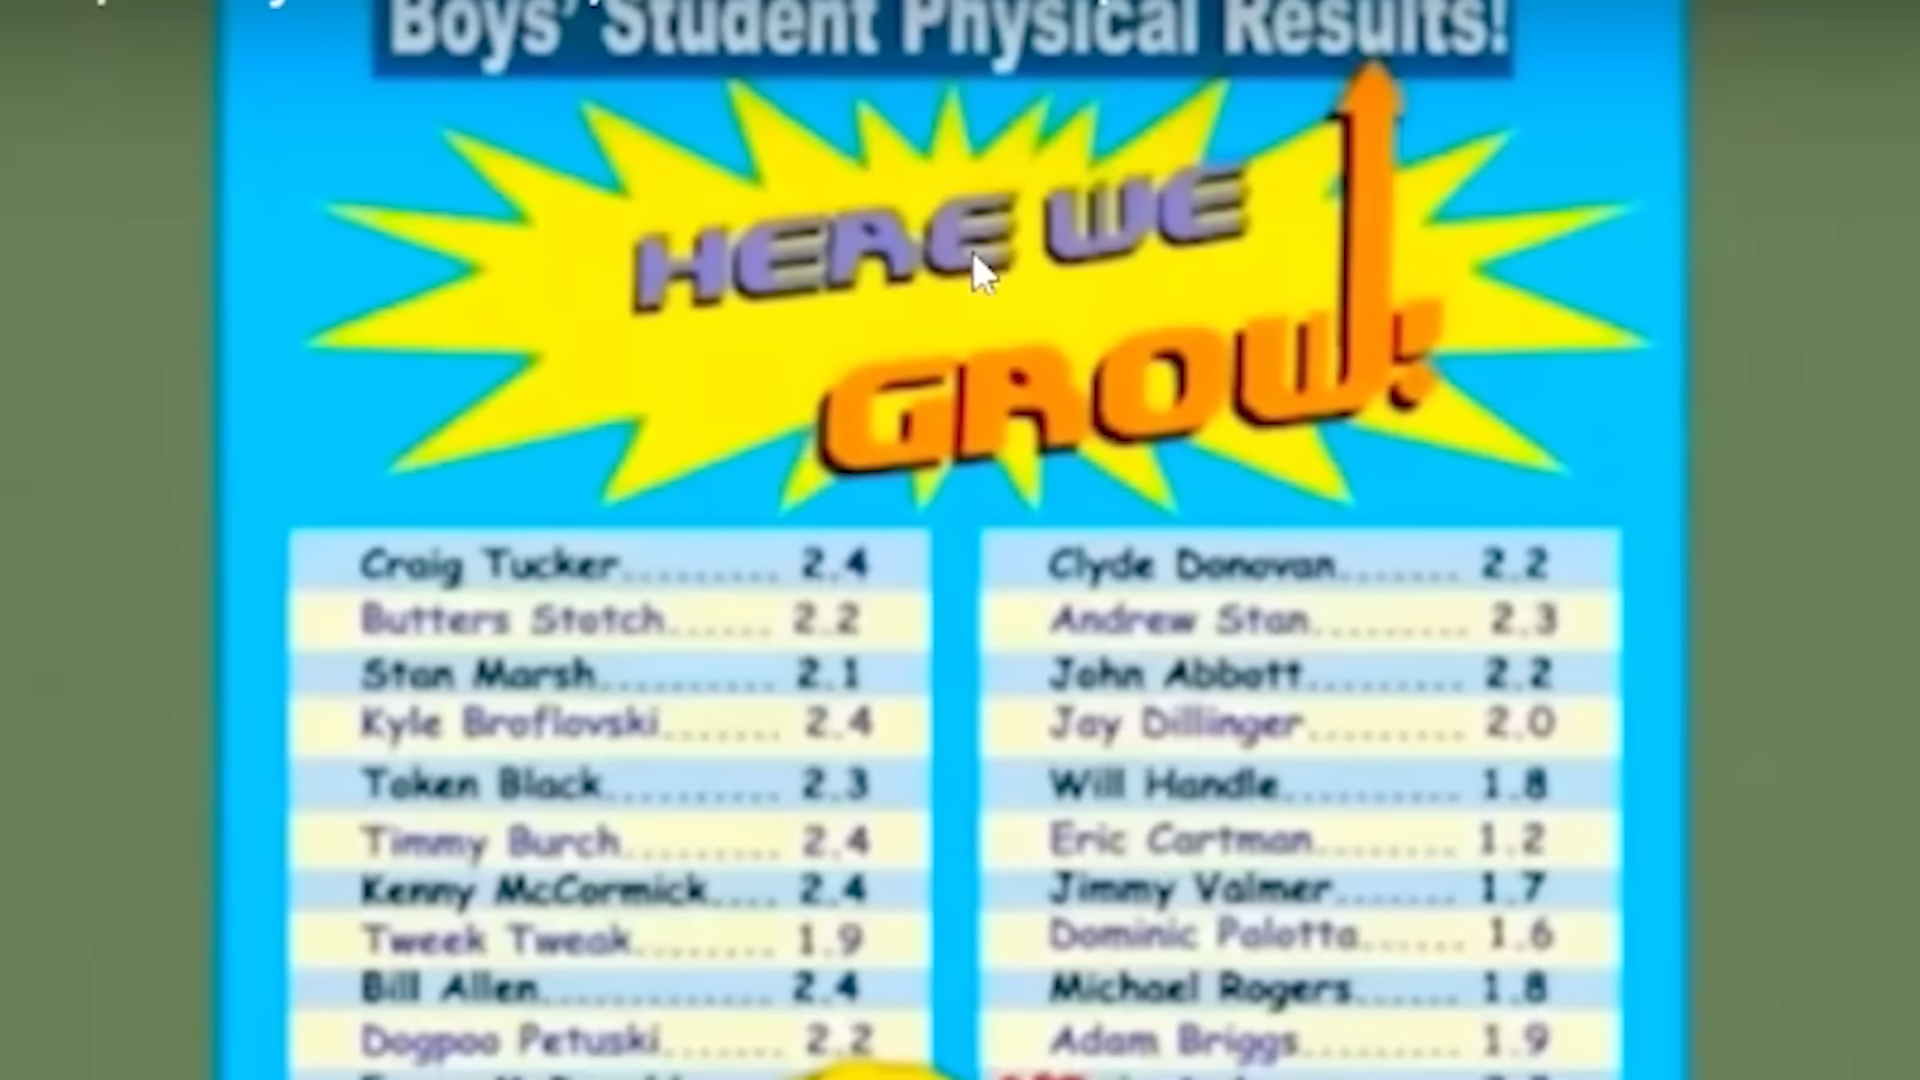 Boys' Student Physical Results!
HERE WE
GROW!
Craig Tucker.......... 2.4
Butters Stotch...... 2.2
Stan Marsh........... 2.1
Kyle Broflovski....... 2.4
Token Black.......... 2.3
Timmy Burch......... 2.4
Kenny McCormick.... 2.4
Tweek Tweak........ 1.9
Bill Allen............. 2.4
Dogpoo Petuski....... 2.2
Clyde Donovan....... 2.2
Andrew Stan......... 2.3
John Abbott......... 2.2
Jay Dillinger......... 2.0
Will Handle.......... 1.8
Eric Cartman........ 1.2
Jimmy Valmer....... 1.7
Dominic Palotta...... 1.6
Michael Rogers...... 1.8
Adam Briggs......... 1.9